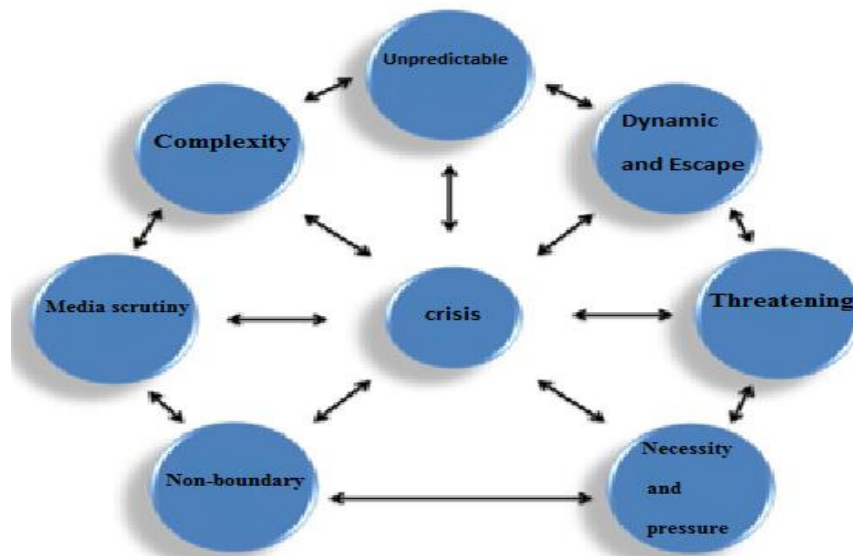 Unpredictable
Complexity
Dynamic
and Escape
Media scrutiny
crisis
Threatening
Non-boundary
Necessity
and
pressure